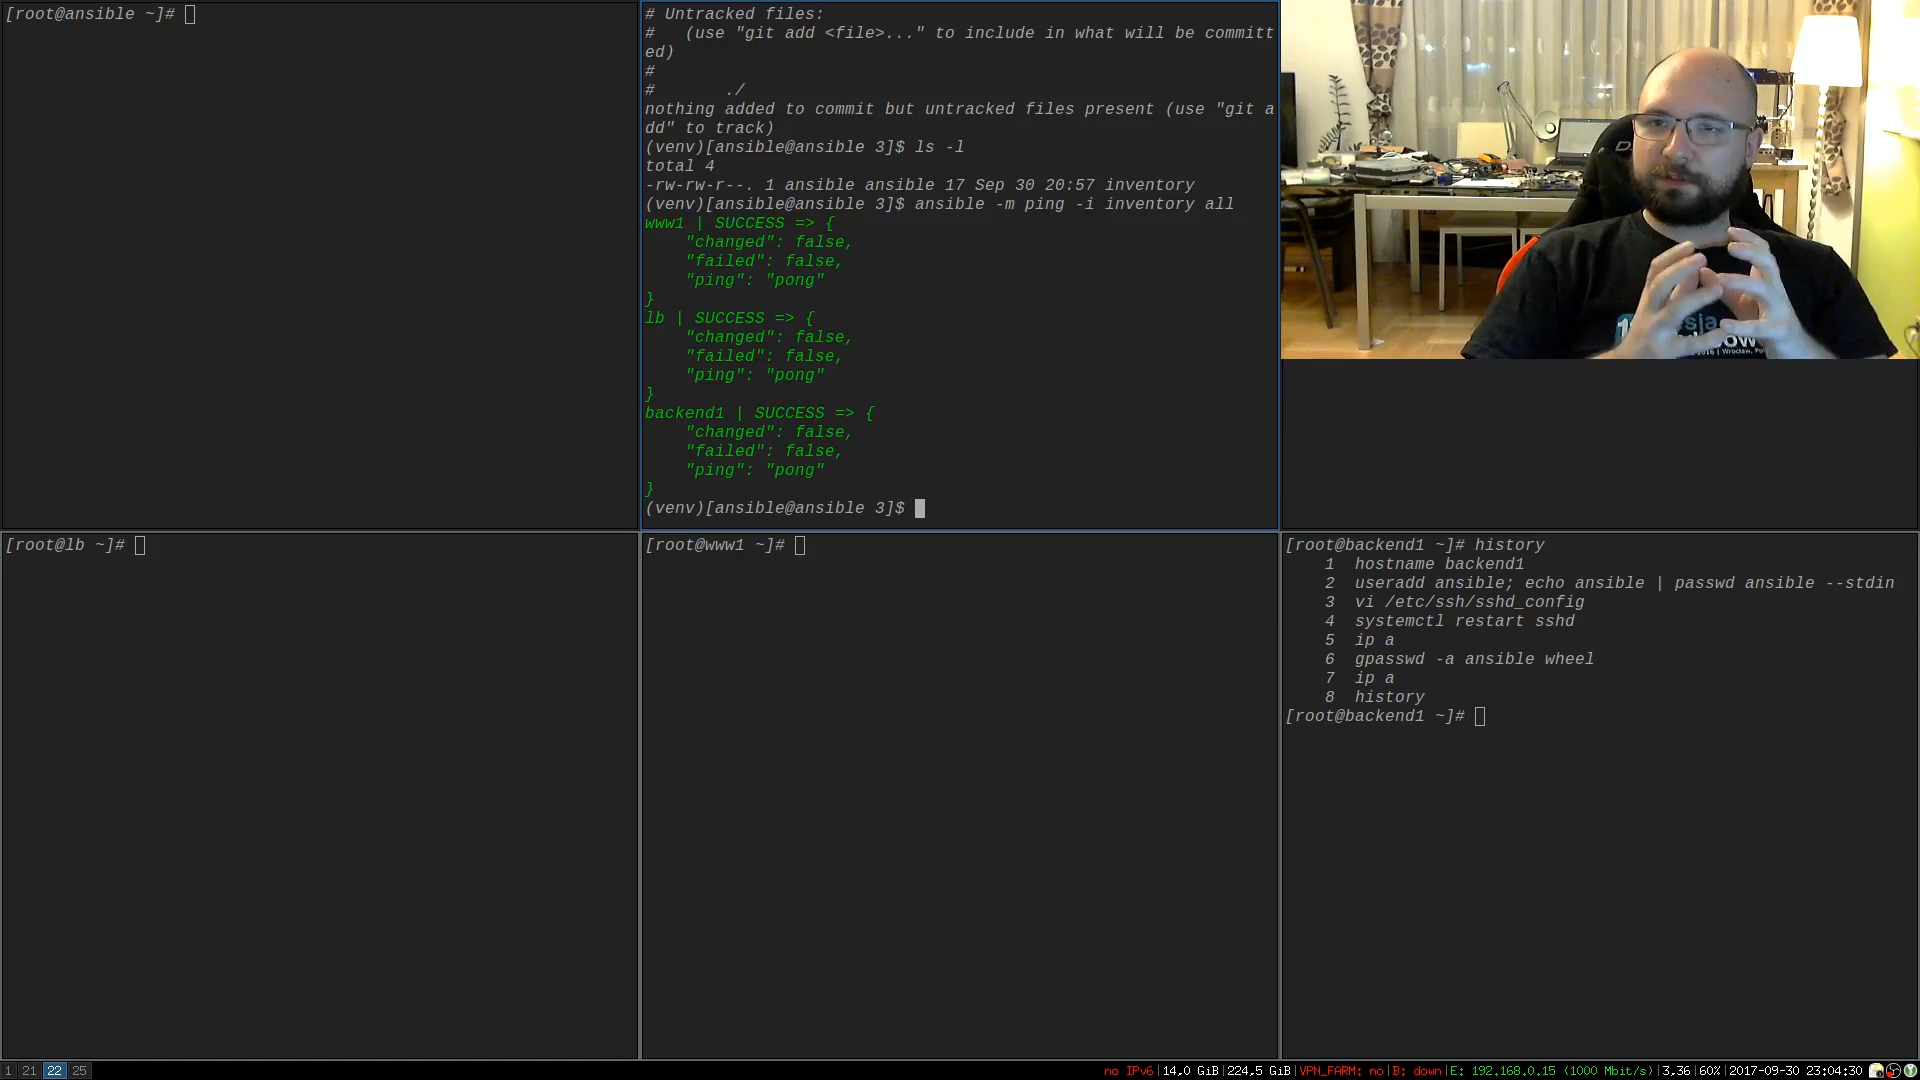 [root@ansible ~]#
# Untracked files:
#   (use "git add <file>..." to include in what will be committ
ed)
#
#       ./
nothing added to commit but untracked files present (use "git a
dd" to track)
(venv)[ansible@ansible 3]$ ls -l
total 4
-rw-rw-r--. 1 ansible ansible 17 Sep 30 20:57 inventory
(venv)[ansible@ansible 3]$ ansible -m ping -i inventory all
www1 | SUCCESS => {
    "changed": false,
    "failed": false,
    "ping": "pong"
}
lb | SUCCESS => {
    "changed": false,
    "failed": false,
    "ping": "pong"
}
backend1 | SUCCESS => {
    "changed": false,
    "failed": false,
    "ping": "pong"
}
(venv)[ansible@ansible 3]$
[root@lb ~]#
[root@www1 ~]#
[root@backend1 ~]# history
    1  hostname backend1
    2  useradd ansible; echo ansible | passwd ansible --stdin
    3  vi /etc/ssh/sshd_config
    4  systemctl restart sshd
    5  ip a
    6  gpasswd -a ansible wheel
    7  ip a
    8  history
[root@backend1 ~]#
1 21 22 25
no IPv6|14,0 GiB|224,5 GiB|VPN_FARM: no|B: down|E: 192.168.0.15 (1000 Mbit/s)|3,36|60%|2017-09-30 23:04:30